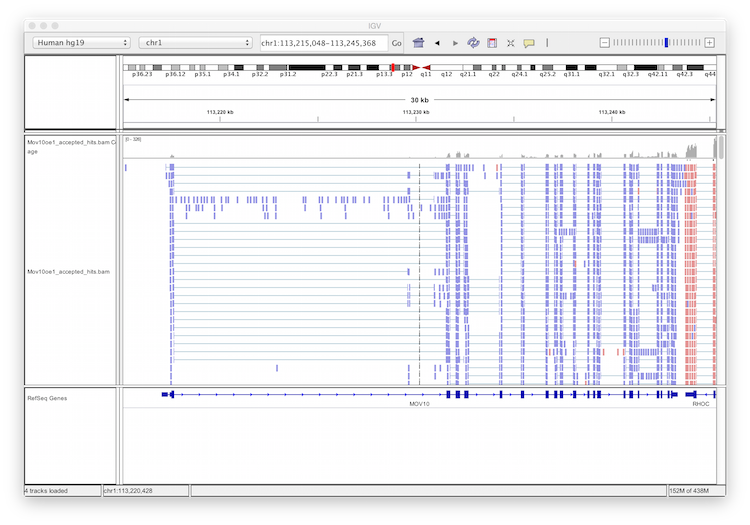 IGV
Human hg19 chr1 chr1:113,215,048-113,245,368 Go
p36.23 p36.12 p35.1 p34.1 p32.2 p31.2 p22.3 p21.3 p13.3 p12 q11 q12 q21.1 q22 q24.1 q25.2 q31.1 q32.1 q42.11 q42.3 q44
30 kb
113,220 kb 113,230 kb 113,240 kb
Mov10oe1_accepted_hits.bam Co
age
[0 - 328]
Mov10oe1_accepted_hits.bam
RefSeq Genes
MOV10 RHOC
4 tracks loaded chr1:113,220,428 152M of 438M